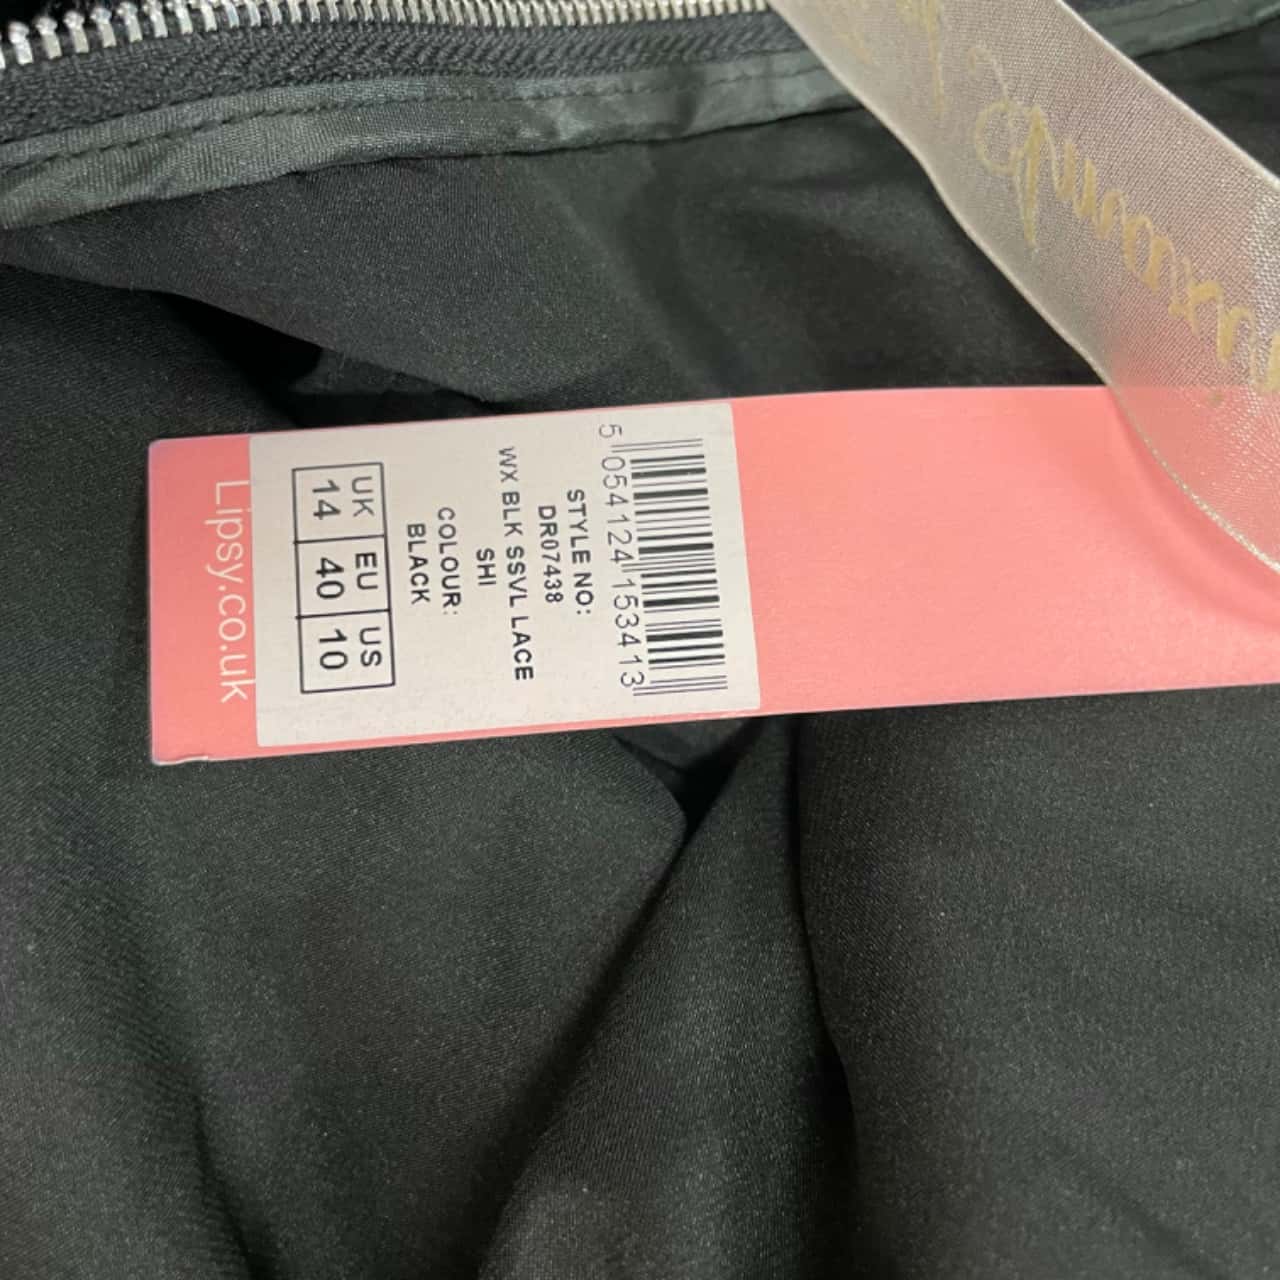 5 054124 153413
STYLE NO:
DR07438
WX BLK SSVL LACE
SHI
COLOUR:
BLACK
UK EU US
14 40 10
Lipsy.co.uk